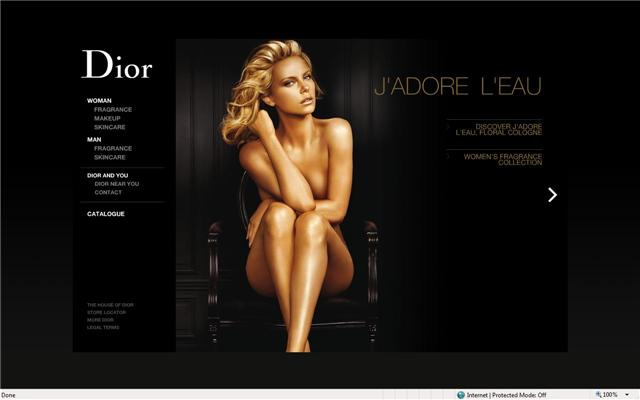 Dior
WOMAN
FRAGRANCE
MAKEUP
SKINCARE
MAN
FRAGRANCE
SKINCARE
DIOR AND YOU
DIOR NEAR YOU
CONTACT
CATALOGUE
THE HOUSE OF DIOR
STORE LOCATOR
MORE DIOR
LEGAL TERMS
J'ADORE L'EAU
DISCOVER J'ADORE
L'EAU, FLORAL COLOGNE
WOMEN'S FRAGRANCE
COLLECTION
Done
Internet | Protected Mode: Off
100%